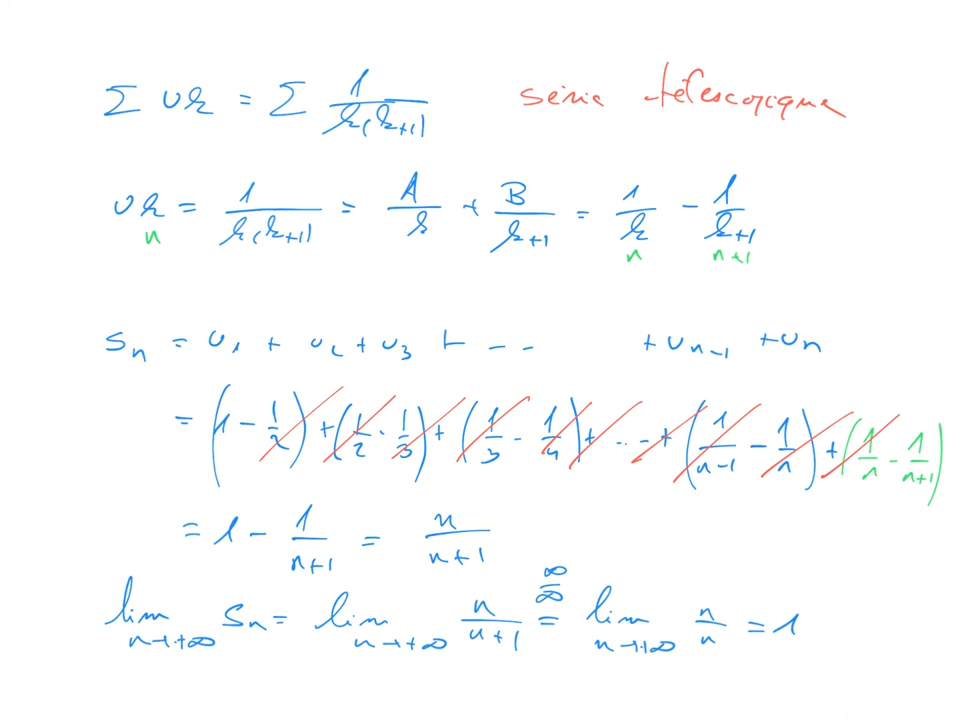 ∑ uk = ∑ 1/(k(k+1)) série télescopique
uk = 1/(k(k+1)) = A/k + B/(k+1) = 1/k - 1/(k+1)
n n n+1
Sn = u1 + u2 + u3 + - - + un-1 + un
= (1 - 1/2) + (1/2 - 1/3) + (1/3 - 1/4) + ... - + (1/(n-1) - 1/n) + (1/n - 1/(n+1))
= 1 - 1/(n+1) = n/(n+1)
∞/∞
lim n→+∞ Sn = lim n→+∞ n/(n+1) = lim n→+∞ n/n = 1